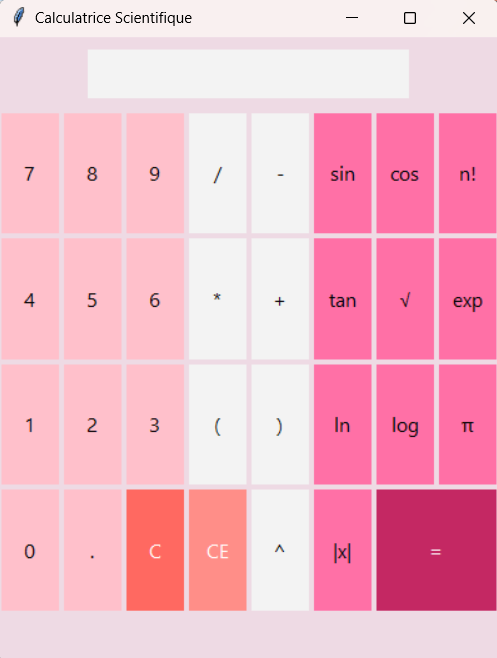 Calculatrice Scientifique
7 8 9 / - sin cos n!
4 5 6 * + tan √ exp
1 2 3 ( ) ln log π
0 . C CE ^ |x| =